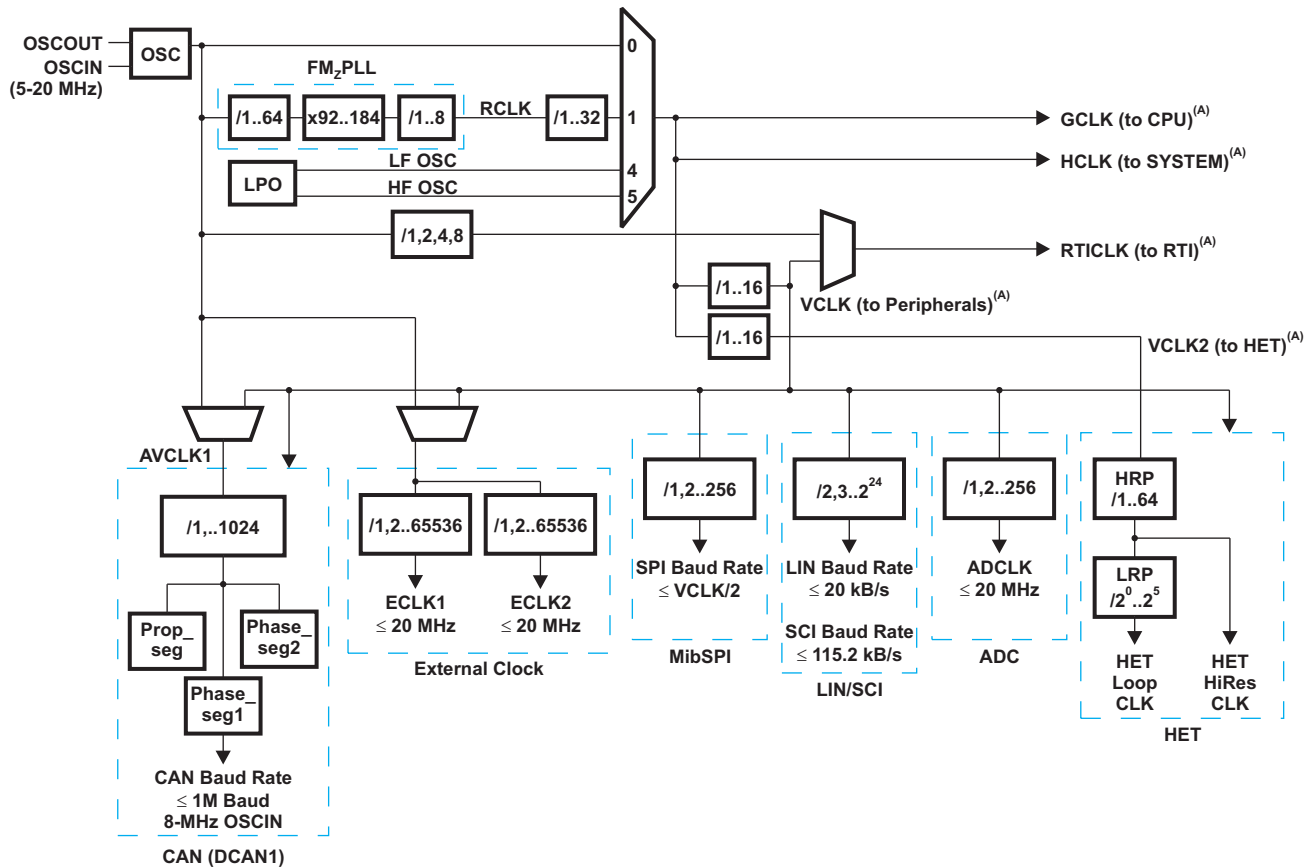 OSCOUT
OSCIN
(5-20 MHz)
OSC
FMzPLL
/1..64
x92..184
/1..8
RCLK
/1..32
0
1
4
5
LPO
LF OSC
HF OSC
/1,2,4,8
GCLK (to CPU)(A)
HCLK (to SYSTEM)(A)
RTICLK (to RTI)(A)
/1..16
VCLK (to Peripherals)(A)
/1..16
VCLK2 (to HET)(A)
AVCLK1
/1,..1024
Prop_
seg
Phase_
seg2
Phase_
seg1
CAN Baud Rate
≤ 1M Baud
8-MHz OSCIN
CAN (DCAN1)
/1,2..65536
/1,2..65536
ECLK1
≤ 20 MHz
ECLK2
≤ 20 MHz
External Clock
/1,2..256
SPI Baud Rate
≤ VCLK/2
MibSPI
/2,3..2^24
LIN Baud Rate
≤ 20 kB/s
SCI Baud Rate
≤ 115.2 kB/s
LIN/SCI
/1,2..256
ADCLK
≤ 20 MHz
ADC
HRP
/1..64
LRP
/2^0..2^5
HET
Loop
CLK
HET
HiRes
CLK
HET